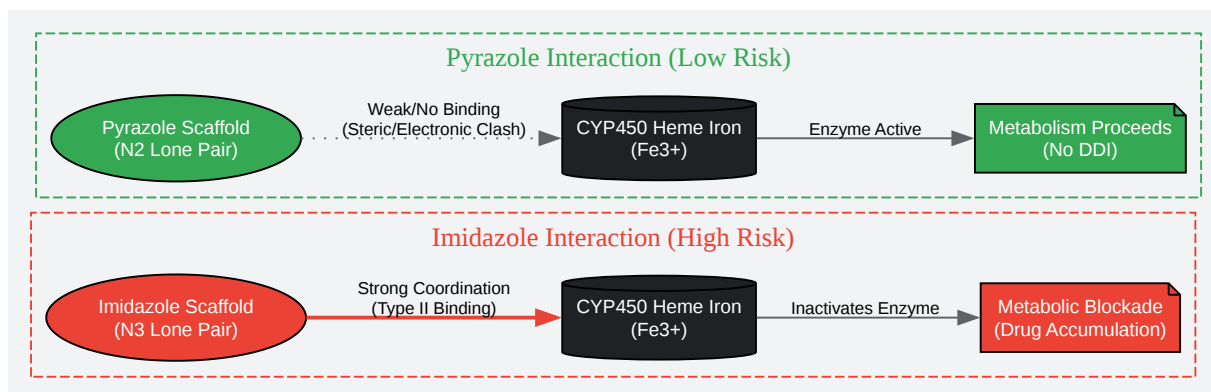 Pyrazole Interaction (Low Risk)
Pyrazole Scaffold
(N2 Lone Pair)
Weak/No Binding
(Steric/Electronic Clash)
CYP450 Heme Iron
(Fe3+)
Enzyme Active
Metabolism Proceeds
(No DDI)
Imidazole Interaction (High Risk)
Imidazole Scaffold
(N3 Lone Pair)
Strong Coordination
(Type II Binding)
CYP450 Heme Iron
(Fe3+)
Inactivates Enzyme
Metabolic Blockade
(Drug Accumulation)